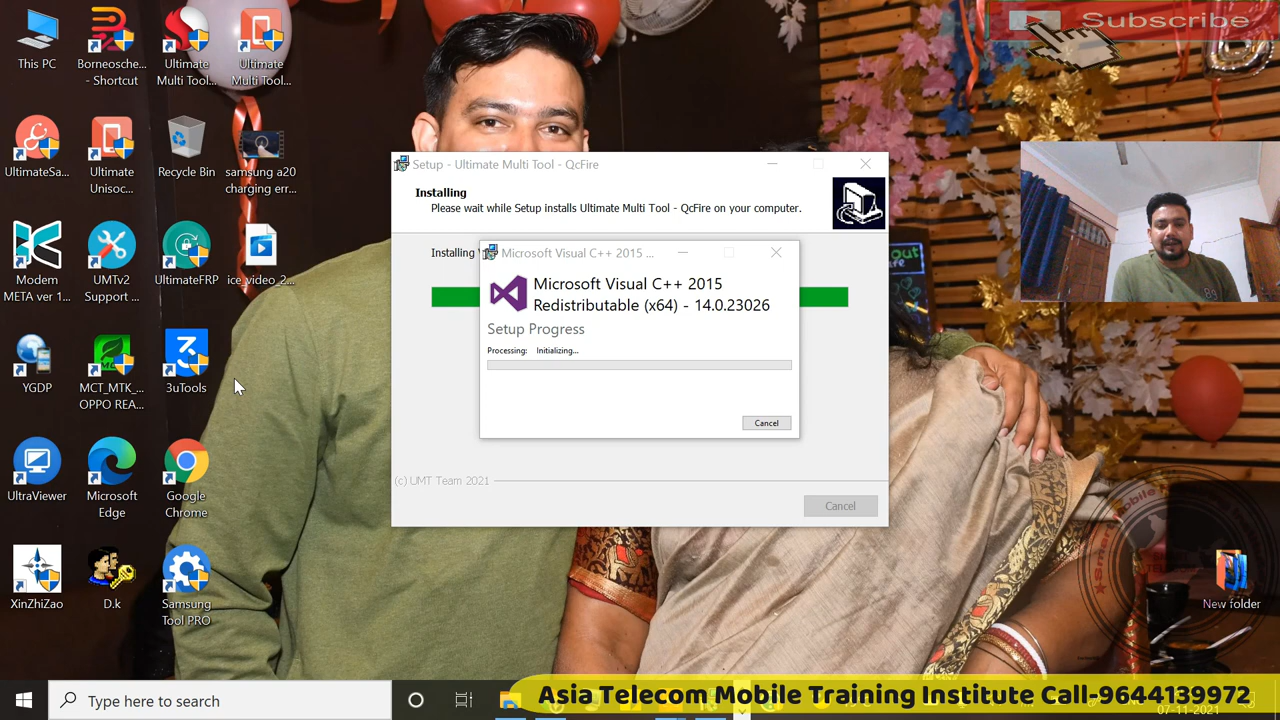 Subscribe
This PC
Borneosche...
- Shortcut
Ultimate
Multi Tool...
Ultimate
Multi Tool...
UltimateSa...
Ultimate
Unisoc...
Recycle Bin
samsung a20
charging err...
Modem
META ver 1...
UMTv2
Support ...
UltimateFRP
ice_video_2...
YGDP
MCT_MTK_...
OPPO REA...
3uTools
UltraViewer
Microsoft
Edge
Google
Chrome
XinZhiZao
D.k
Samsung
Tool PRO
Setup - Ultimate Multi Tool - QcFire
Installing
Please wait while Setup installs Ultimate Multi Tool - QcFire on your computer.
Installing
Microsoft Visual C++ 2015 ...
Microsoft Visual C++ 2015
Redistributable (x64) - 14.0.23026
Setup Progress
Processing: Initializing...
Cancel
(c) UMT Team 2021
Cancel
New folder
Type here to search
Asia Telecom Mobile Training Institute Call-9644139972
07-11-2021